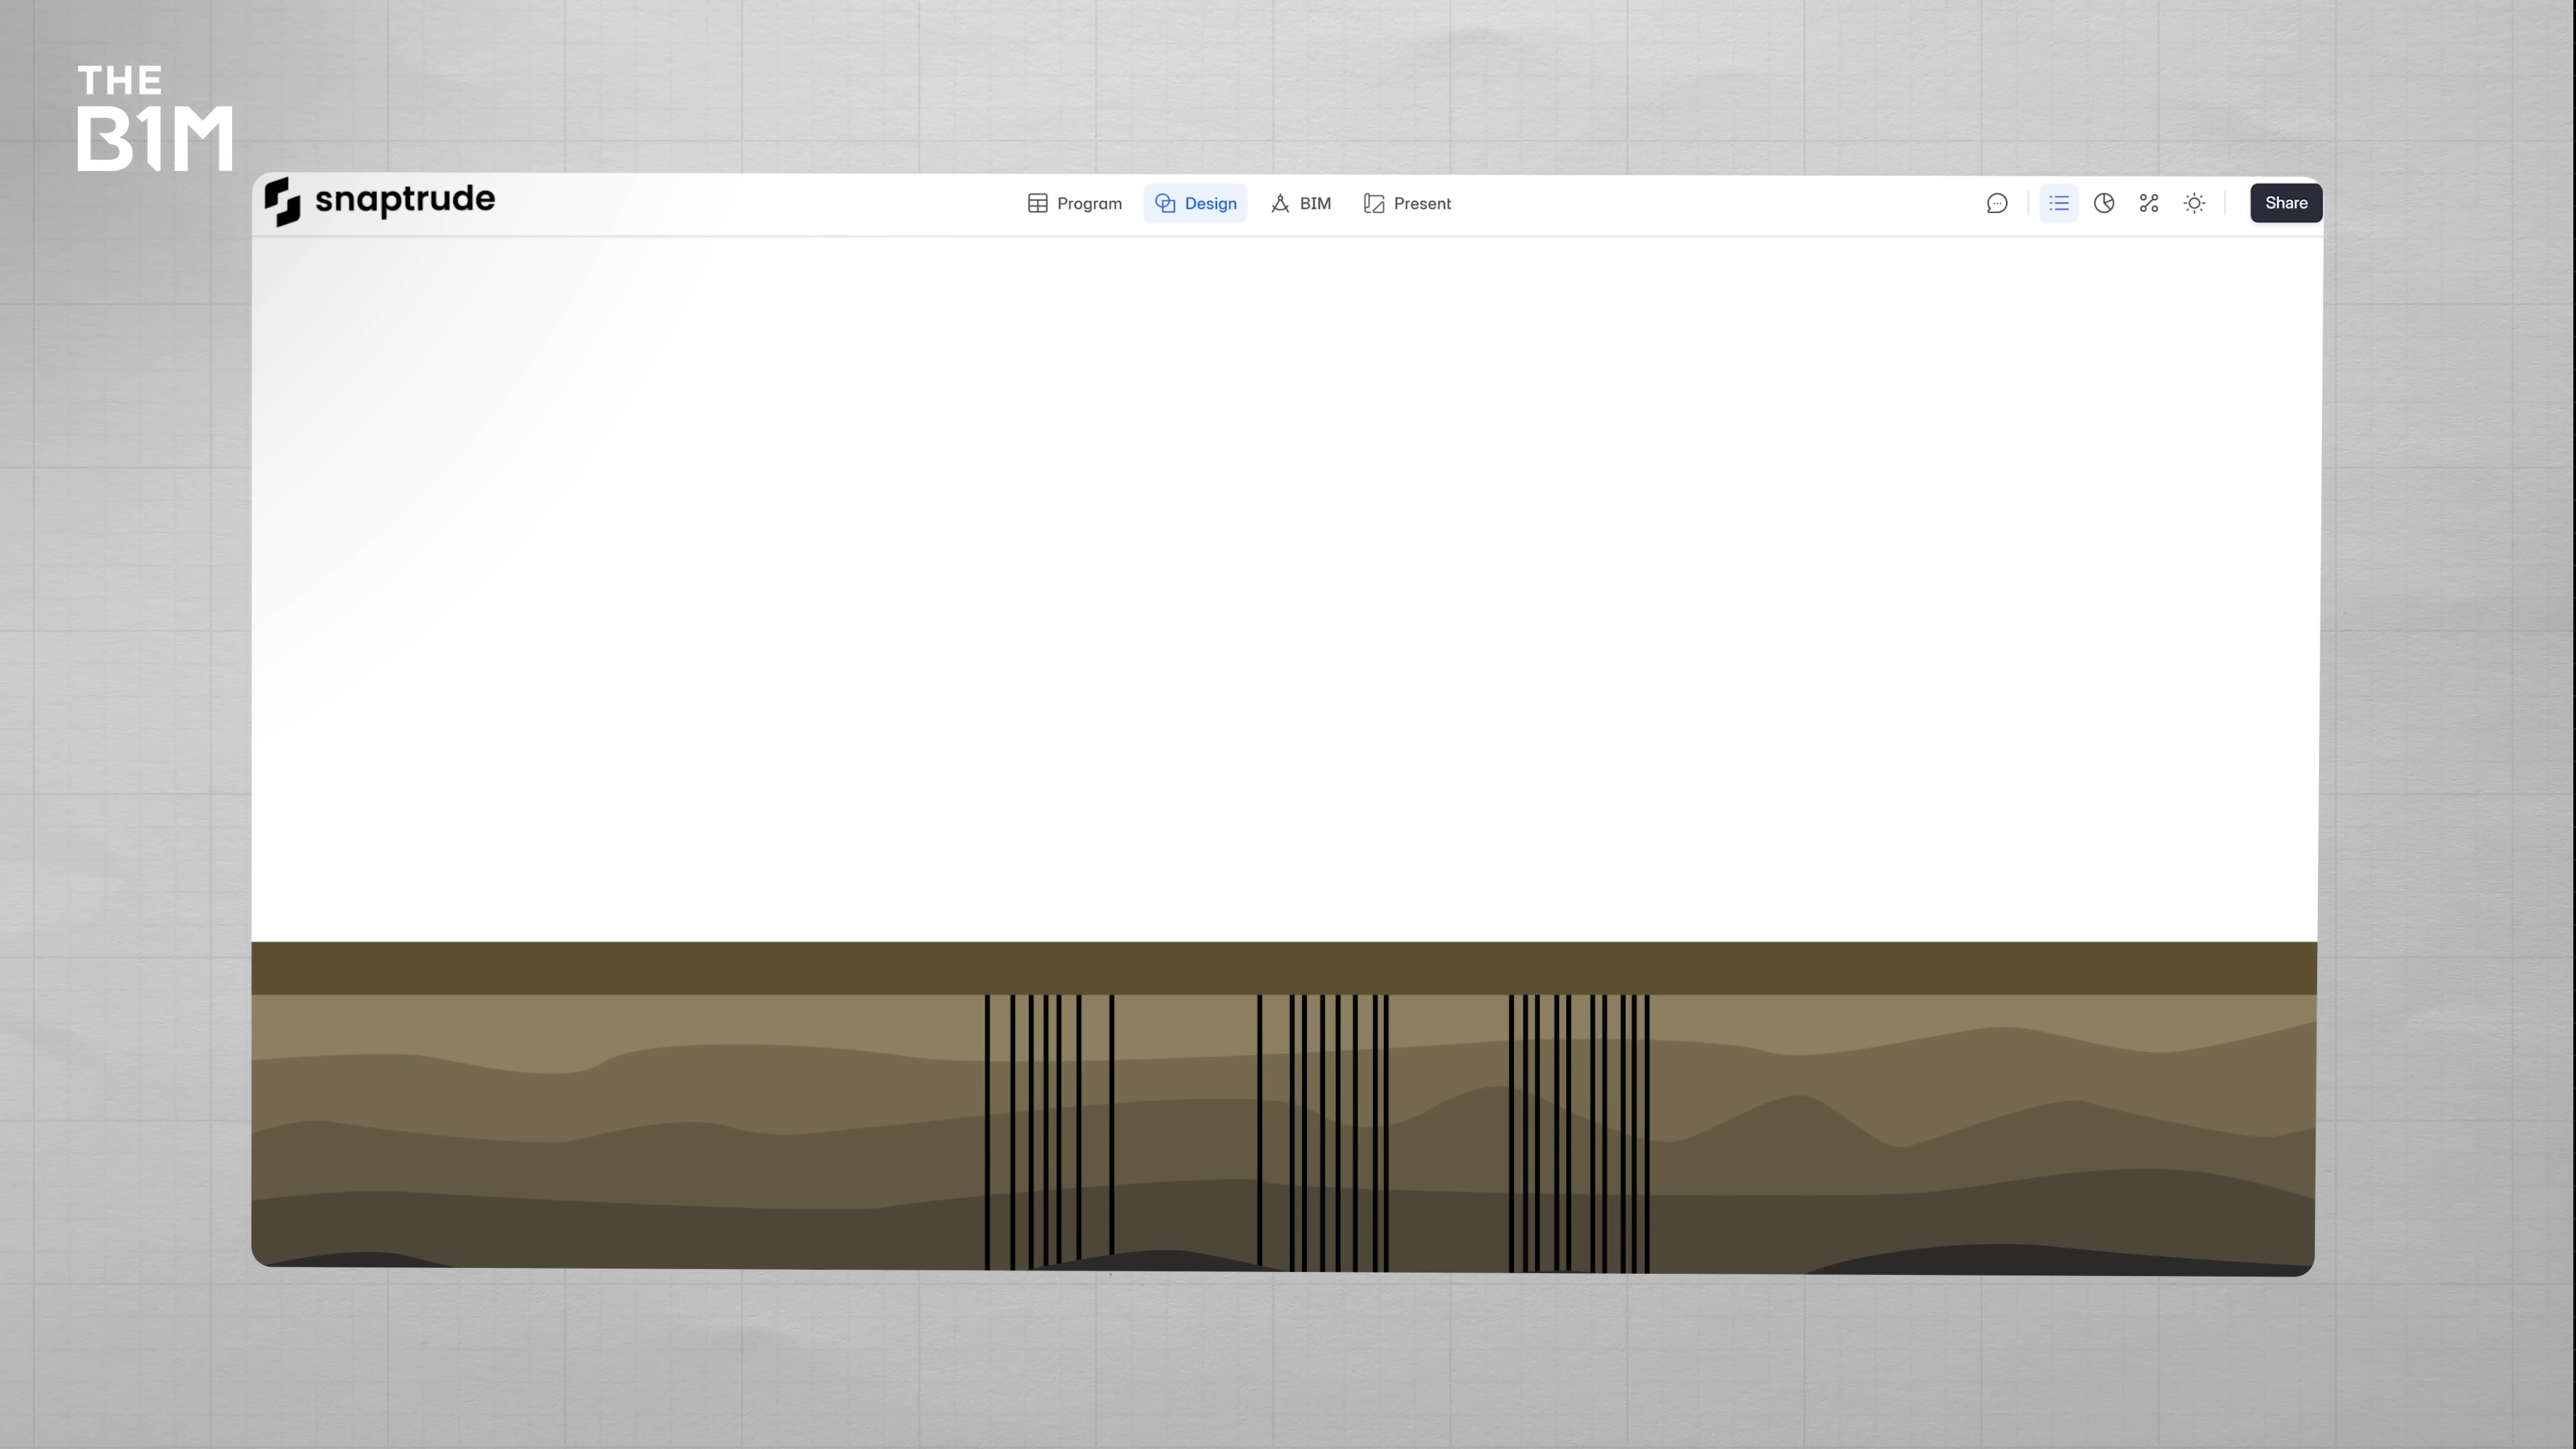 THE
B1M
snaptrude
Program
Design
BIM
Present
Share